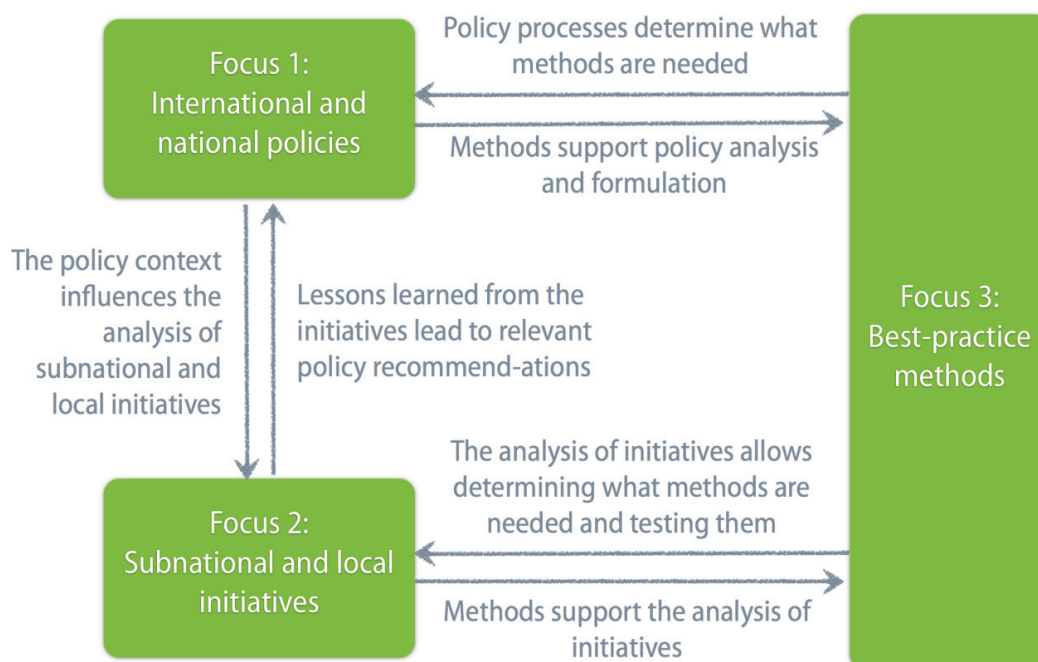 Focus 1:
International and
national policies
Policy processes determine what
methods are needed
Methods support policy analysis
and formulation
The policy context
influences the
analysis of
subnational and
local initiatives
Lessons learned from the
initiatives lead to relevant
policy recommend-ations
Focus 3:
Best-practice
methods
The analysis of initiatives allows
determining what methods are
needed and testing them
Focus 2:
Subnational and local
initiatives
Methods support the analysis of
initiatives